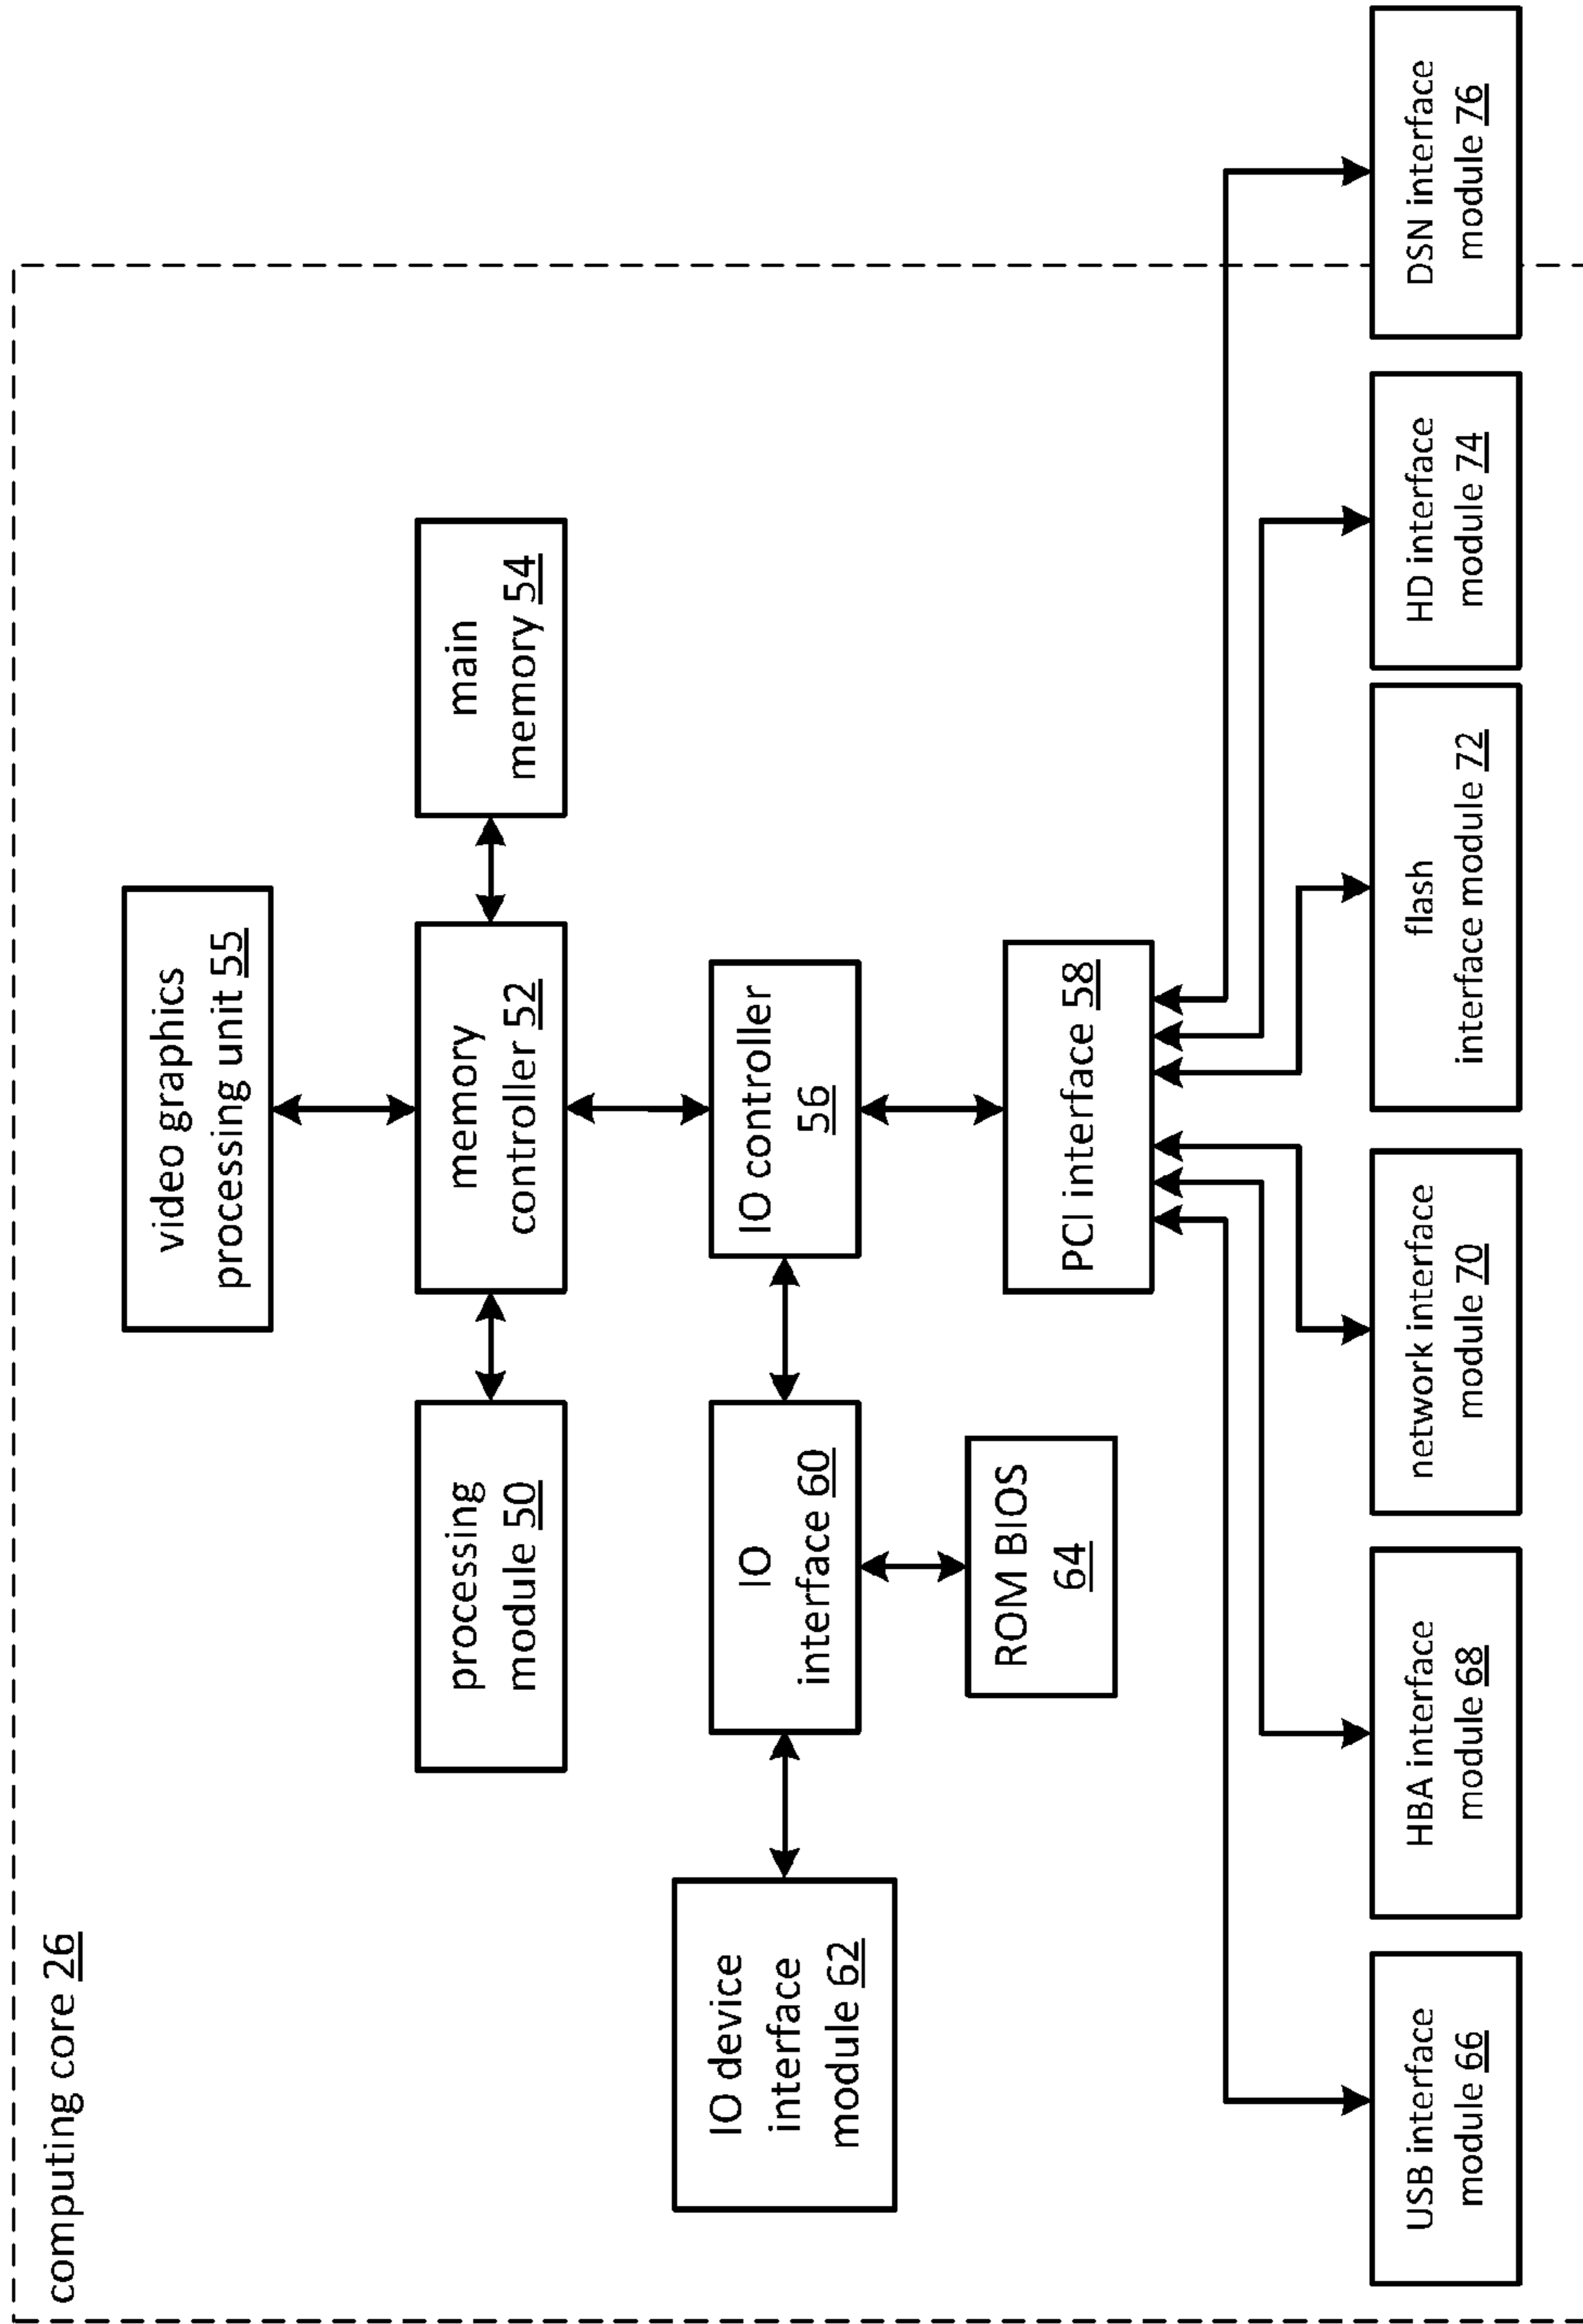 computing core 26
video graphics
processing unit 55
processing
module 50
memory
controller 52
main
memory 54
IO device
interface
module 62
IO
interface 60
IO controller
56
ROM BIOS
64
PCI interface 58
USB interface
module 66
HBA interface
module 68
network interface
module 70
flash
interface module 72
HD interface
module 74
DSN interface
module 76